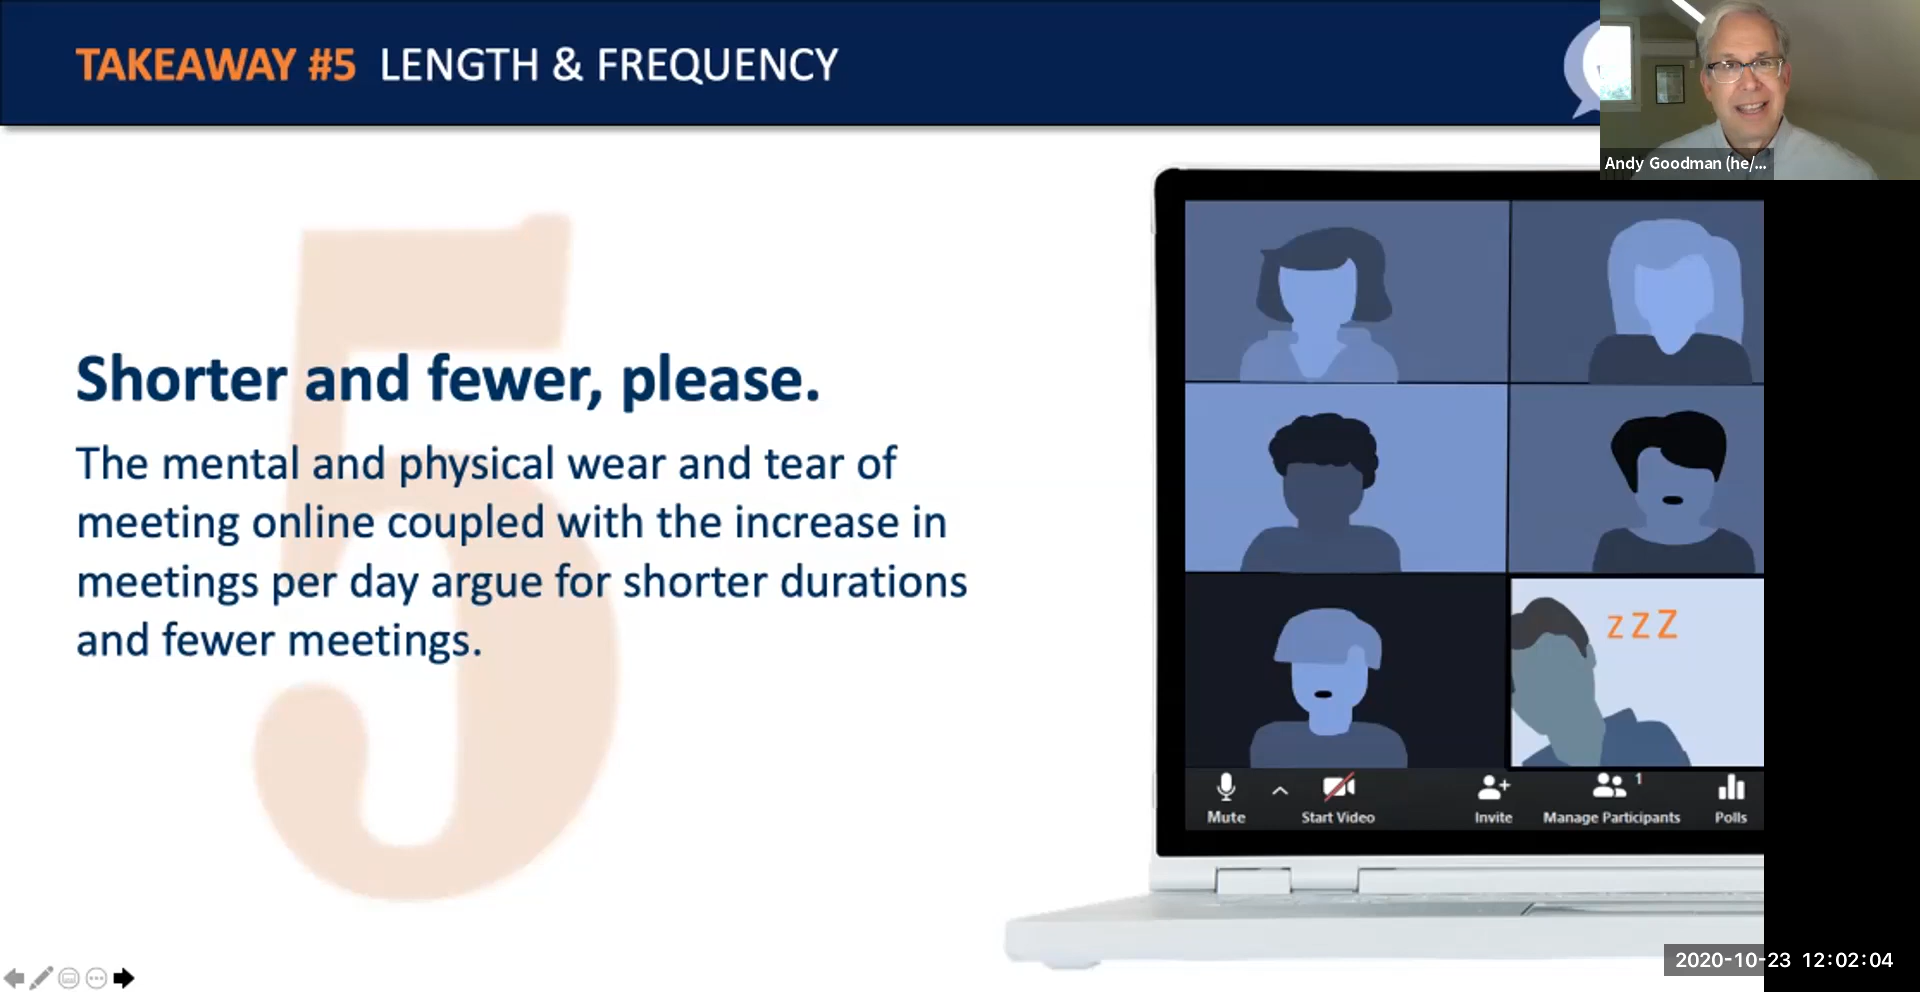 TAKEAWAY #5 LENGTH & FREQUENCY
Andy Goodman (he/...
5
Shorter and fewer, please.
The mental and physical wear and tear of
meeting online coupled with the increase in
meetings per day argue for shorter durations
and fewer meetings.
z Z Z
1
Mute Start Video Invite Manage Participants Polls
2020-10-23 12:02:04